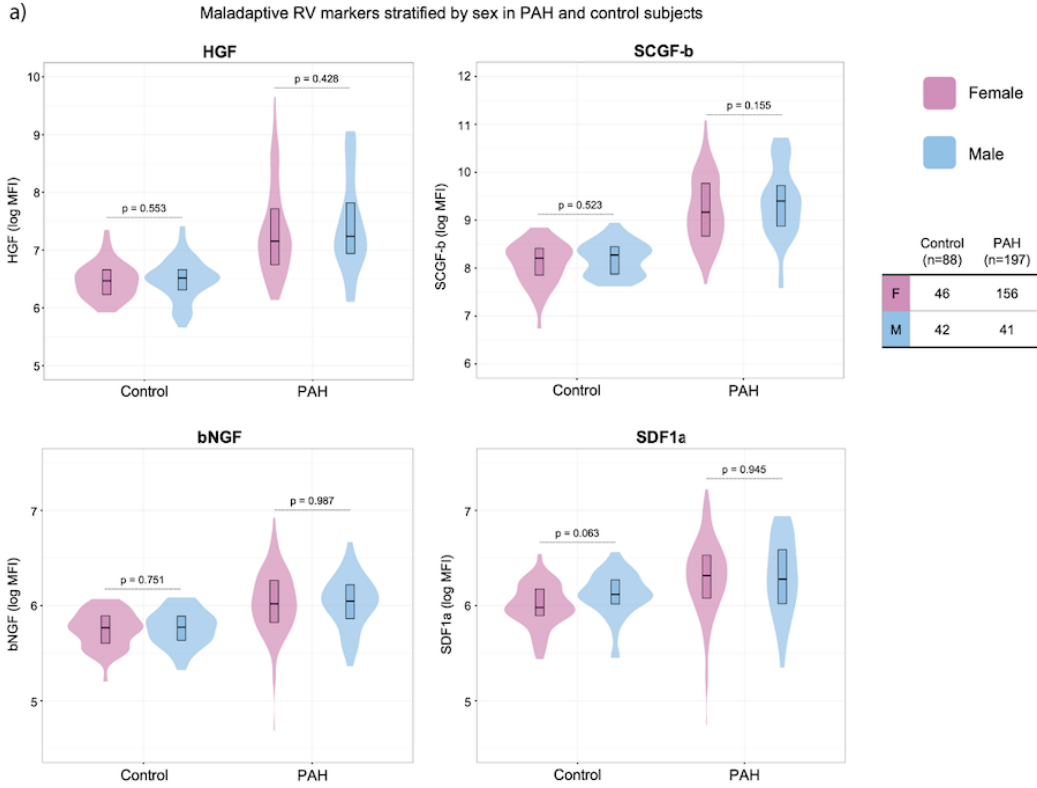 a)
Maladaptive RV markers stratified by sex in PAH and control subjects
HGF
HGF (log MFI)
10
9
8
7
6
5
p = 0.553
p = 0.428
Control
PAH
SCGF-b
SCGF-b (log MFI)
12
11
10
9
8
7
6
p = 0.523
p = 0.155
Control
PAH
Female
Male
Control
(n=88)
PAH
(n=197)
F 46 156
M 42 41
bNGF
bNGF (log MFI)
7
6
5
p = 0.751
p = 0.987
Control
PAH
SDF1a
SDF1a (log MFI)
7
6
5
p = 0.063
p = 0.945
Control
PAH